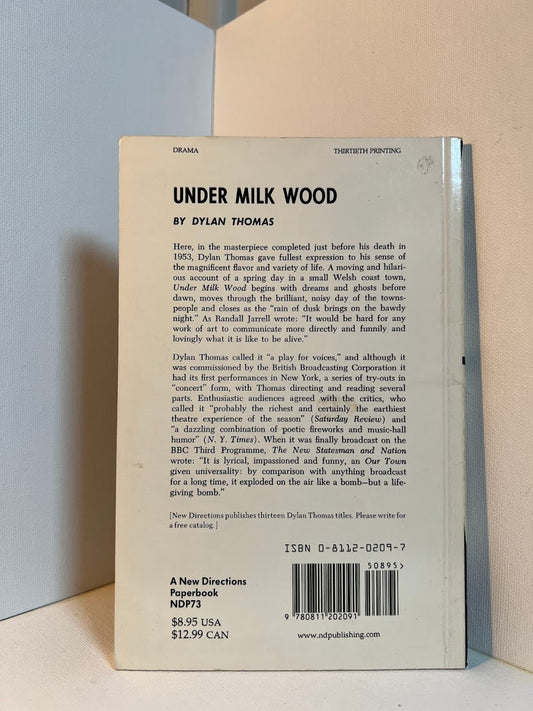 DRAMA THIRTIETH PRINTING
UNDER MILK WOOD
BY DYLAN THOMAS
Here, in the masterpiece completed just before his death in
1953, Dylan Thomas gave fullest expression to his sense of
the magnificent flavor and variety of life. A moving and hilari-
ous account of a spring day in a small Welsh coast town,
Under Milk Wood begins with dreams and ghosts before
dawn, moves through the brilliant, noisy day of the towns-
people and closes as the “rain of dusk brings on the bawdy
night.” As Randall Jarrell wrote: “It would be hard for any
work of art to communicate more directly and funnily and
lovingly what it is like to be alive.”
Dylan Thomas called it “a play for voices,” and although it
was commissioned by the British Broadcasting Corporation it
had its first performances in New York, a series of try-outs in
“concert” form, with Thomas directing and reading several
parts. Enthusiastic audiences agreed with the critics, who
called it “probably the richest and certainly the earthiest
theatre experience of the season” (Saturday Review) and
“a dazzling combination of poetic fireworks and music-hall
humor” (N. Y. Times). When it was finally broadcast on the
BBC Third Programme, The New Statesman and Nation
wrote: “It is lyrical, impassioned and funny, an Our Town
given universality: by comparison with anything broadcast
for a long time, it exploded on the air like a bomb—but a life-
giving bomb.”
[New Directions publishes thirteen Dylan Thomas titles. Please write for
a free catalog.]
ISBN 0-8112-0209-7
50895>
A New Directions
Paperbook
NDP73
$8.95 USA
$12.99 CAN
9 780811 202091
www.ndpublishing.com